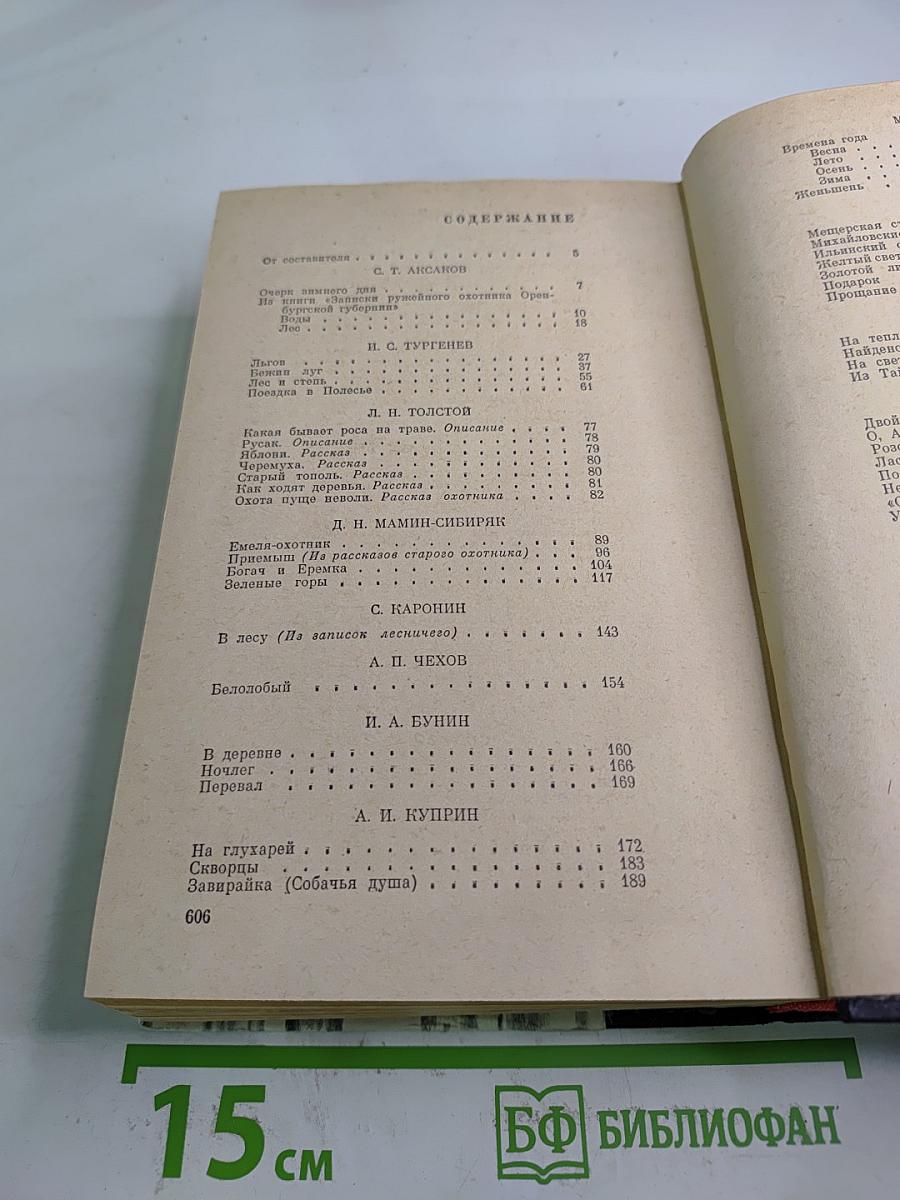 СОДЕРЖАНИЕ
От составителя . . . . . . . . . . . . . 5
С. Т. АКСАКОВ
Очерк зимнего дня . . . . . . . . . . . 7
Из книги «Записки ружейного охотника Орен-
бургской губернии»
Воды . . . . . . . . . . . . . . 10
Лес . . . . . . . . . . . . . . 18
И. С. ТУРГЕНЕВ
Льгов . . . . . . . . . . . . . . 27
Бежин луг . . . . . . . . . . . . . 37
Лес и степь . . . . . . . . . . . . . 55
Поездка в Полесье . . . . . . . . . . . 61
Л. Н. ТОЛСТОЙ
Какая бывает роса на траве. Описание . . . . 77
Русак. Описание . . . . . . . . . . . . 78
Яблони. Рассказ . . . . . . . . . . . . 79
Черемуха. Рассказ . . . . . . . . . . . 80
Старый тополь. Рассказ . . . . . . . . . 80
Как ходят деревья. Рассказ . . . . . . . . 81
Охота пуще неволи. Рассказ охотника . . . . 82
Д. Н. МАМИН-СИБИРЯК
Емеля-охотник . . . . . . . . . . . . . 89
Приемыш (Из рассказов старого охотника) . . . 96
Богач и Еремка . . . . . . . . . . . . 104
Зеленые горы . . . . . . . . . . . . . 117
С. КАРОНИН
В лесу (Из записок лесничего) . . . . . . . 143
А. П. ЧЕХОВ
Белолобый . . . . . . . . . . . . . . 154
И. А. БУНИН
В деревне . . . . . . . . . . . . . . 160
Ночлег . . . . . . . . . . . . . . . 166
Перевал . . . . . . . . . . . . . . 169
А. И. КУПРИН
На глухарей . . . . . . . . . . . . . 172
Скворцы . . . . . . . . . . . . . . 183
Завирайка (Собачья душа) . . . . . . . . 189
606
Времена года
Весна . . .
Лето . . .
Осень . . .
Зима . . .
Женьшень .
Мещерская
Михайловские
Ильинский
Желтый свет
Золотой
Подарок
Прощание
На
На
Из
О,
15 см
БФ БИБЛИОФАН